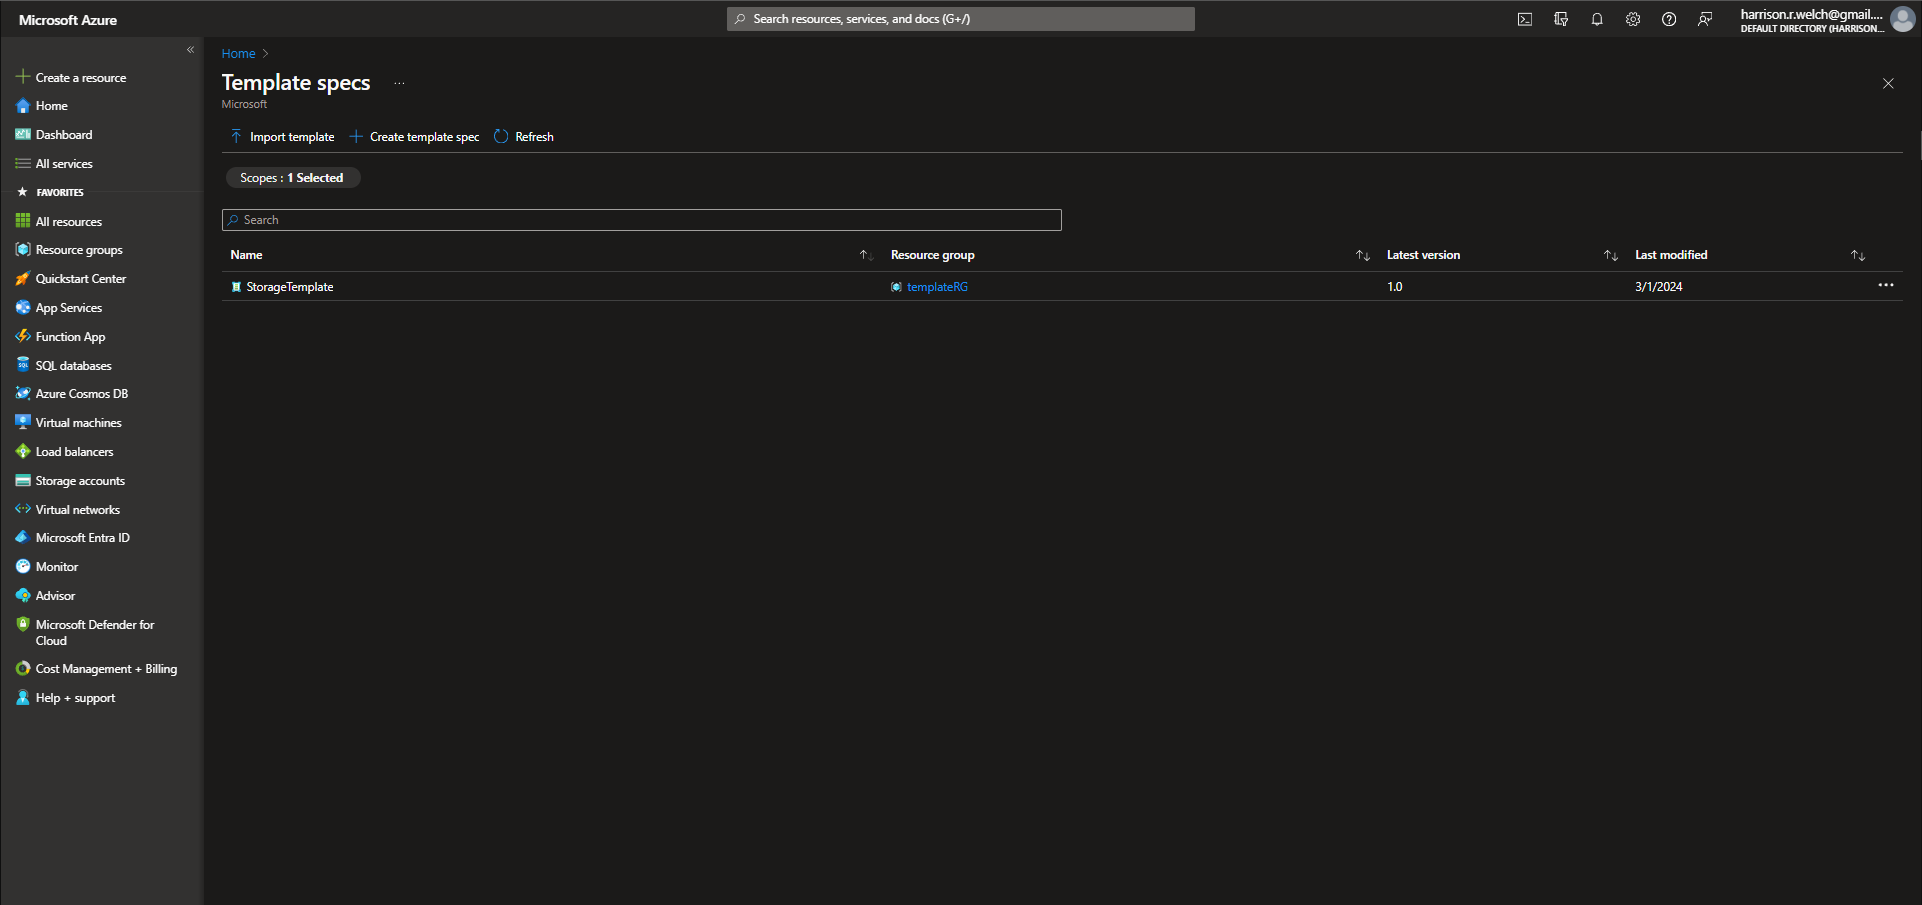 Microsoft Azure
Search resources, services, and docs (G+/)
harrison.r.welch@gmail....
DEFAULT DIRECTORY (HARRISON...
Create a resource
Home
Dashboard
All services
FAVORITES
All resources
Resource groups
Quickstart Center
App Services
Function App
SQL databases
Azure Cosmos DB
Virtual machines
Load balancers
Storage accounts
Virtual networks
Microsoft Entra ID
Monitor
Advisor
Microsoft Defender for
Cloud
Cost Management + Billing
Help + support
Home >
Template specs ...
Microsoft
Import template Create template spec Refresh
Scopes : 1 Selected
Search
Name Resource group Latest version Last modified
StorageTemplate templateRG 1.0 3/1/2024